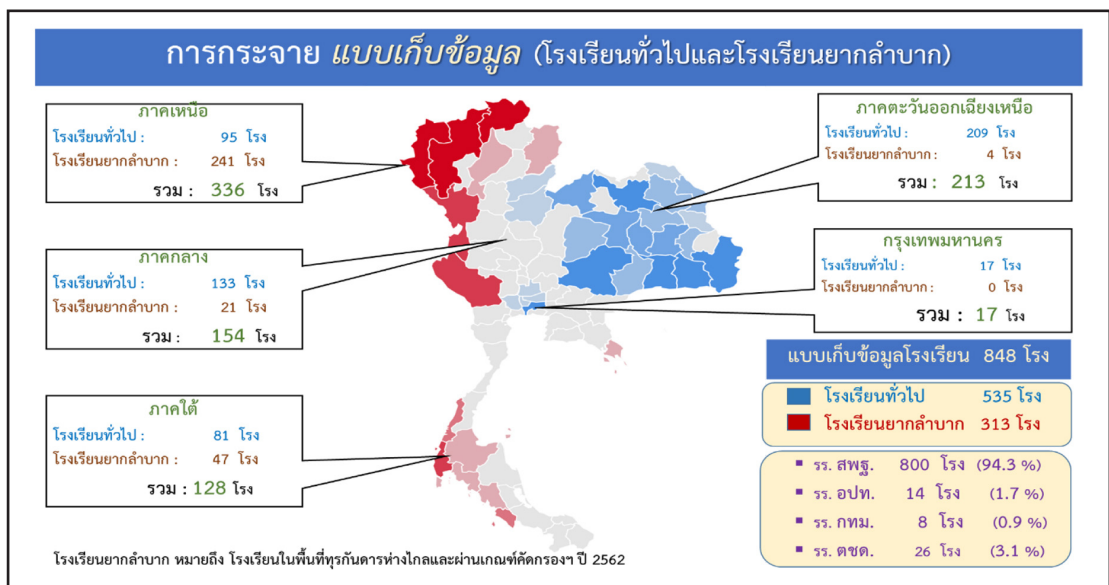 การกระจาย แบบเก็บข้อมูล (โรงเรียนทั่วไปและโรงเรียนยากลำบาก)
ภาคเหนือ
โรงเรียนทั่วไป : 95 โรง
โรงเรียนยากลำบาก : 241 โรง
รวม : 336 โรง
ภาคตะวันออกเฉียงเหนือ
โรงเรียนทั่วไป : 209 โรง
โรงเรียนยากลำบาก : 4 โรง
รวม : 213 โรง
ภาคกลาง
โรงเรียนทั่วไป : 133 โรง
โรงเรียนยากลำบาก : 21 โรง
รวม : 154 โรง
กรุงเทพมหานคร
โรงเรียนทั่วไป : 17 โรง
โรงเรียนยากลำบาก : 0 โรง
รวม : 17 โรง
ภาคใต้
โรงเรียนทั่วไป : 81 โรง
โรงเรียนยากลำบาก : 47 โรง
รวม : 128 โรง
แบบเก็บข้อมูลโรงเรียน 848 โรง
โรงเรียนทั่วไป 535 โรง
โรงเรียนยากลำบาก 313 โรง
▪ รร. สพฐ. 800 โรง (94.3 %)
▪ รร. อปท. 14 โรง (1.7 %)
▪ รร. กทม. 8 โรง (0.9 %)
▪ รร. ตชด. 26 โรง (3.1 %)
โรงเรียนยากลำบาก หมายถึง โรงเรียนในพื้นที่ทุรกันดารห่างไกลและผ่านเกณฑ์คัดกรองฯ ปี 2562